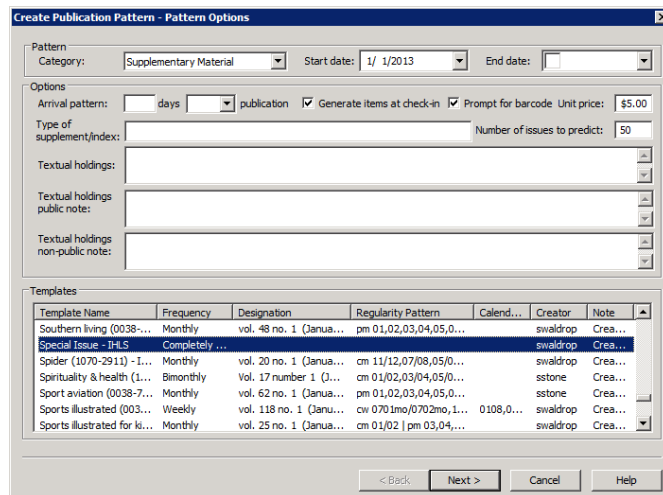 Create Publication Pattern - Pattern Options
Pattern
Category: Supplementary Material Start date: 1/ 1/2013 End date:
Options
Arrival pattern: days publication Generate items at check-in Prompt for barcode Unit price: $5.00
Type of
supplement/index: Number of issues to predict: 50
Textual holdings:
Textual holdings
public note:
Textual holdings
non-public note:
Templates
Template Name Frequency Designation Regularity Pattern Calend... Creator Note
Southern living (0038-... Monthly vol. 48 no. 1 (Janua... pm 01,02,03,04,05,0... swaldrop Crea...
Special Issue - IHLS Completely ... swaldrop Crea...
Spider (1070-2911) - I... Monthly vol. 20 no. 1 (Janua... cm 11/12,07/08,05/0... swaldrop Crea...
Spirituality & health (1... Bimonthly Vol. 17 number 1 (J... cm 01/02,03/04,05/0... sstone Crea...
Sport aviation (0038-7... Monthly vol. 62 no. 1 (Janua... pm 01,02,03,04,05,0... sstone Crea...
Sports illustrated (003... Weekly vol. 118 no. 1 (Janu... cw 0701mo/0702mo,1... 0108,0... swaldrop Crea...
Sports illustrated for ki... Monthly vol. 25 no. 1 (Janua... cm 01/02 | pm 03,04,... swaldrop Crea...
< Back Next > Cancel Help